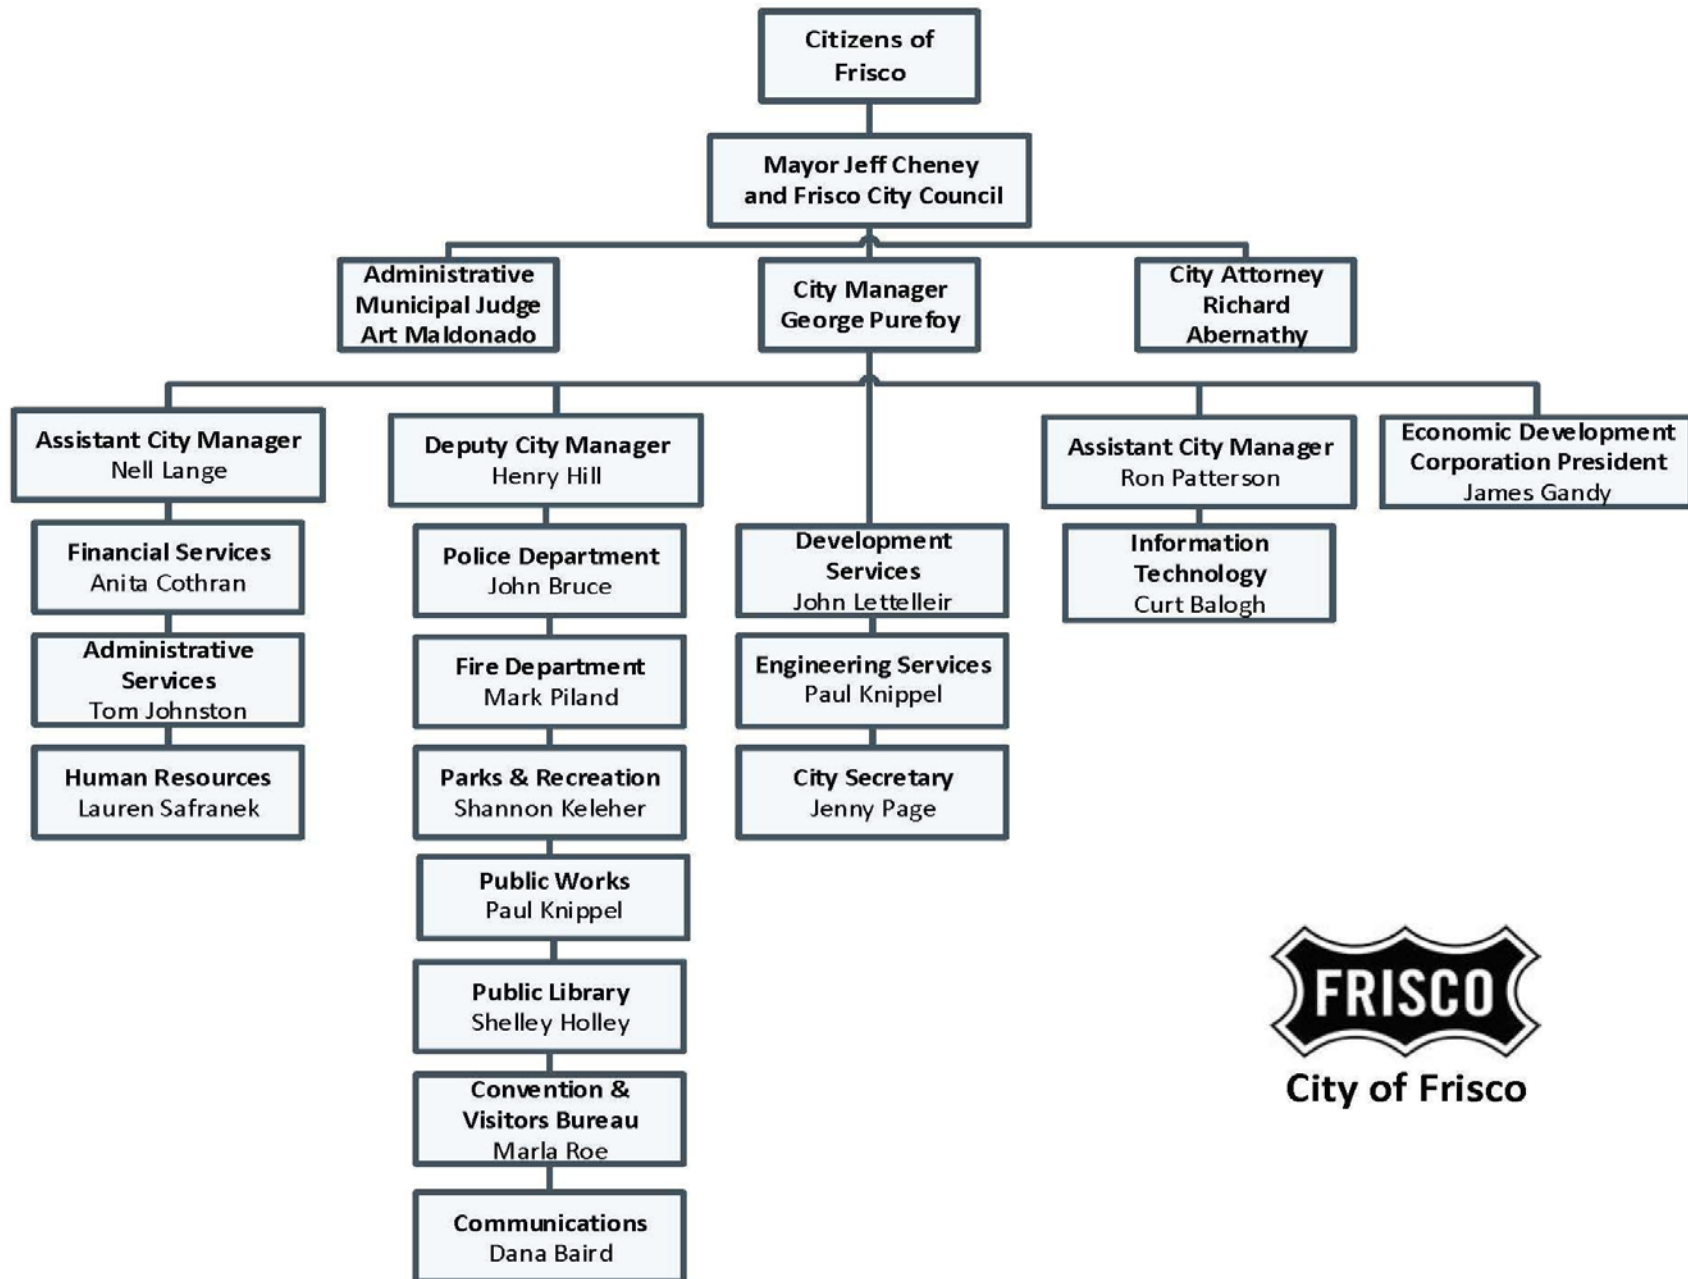 Citizens of
Frisco
Mayor Jeff Cheney
and Frisco City Council
Administrative
Municipal Judge
Art Maldonado
City Manager
George Purefoy
City Attorney
Richard
Abernathy
Assistant City Manager
Nell Lange
Financial Services
Anita Cothran
Administrative
Services
Tom Johnston
Human Resources
Lauren Safranek
Deputy City Manager
Henry Hill
Police Department
John Bruce
Fire Department
Mark Piland
Parks & Recreation
Shannon Keleher
Public Works
Paul Knippel
Public Library
Shelley Holley
Convention &
Visitors Bureau
Marla Roe
Communications
Dana Baird
Development
Services
John Lettelleir
Engineering Services
Paul Knippel
City Secretary
Jenny Page
Assistant City Manager
Ron Patterson
Information
Technology
Curt Balogh
Economic Development
Corporation President
James Gandy
FRISCO
City of Frisco